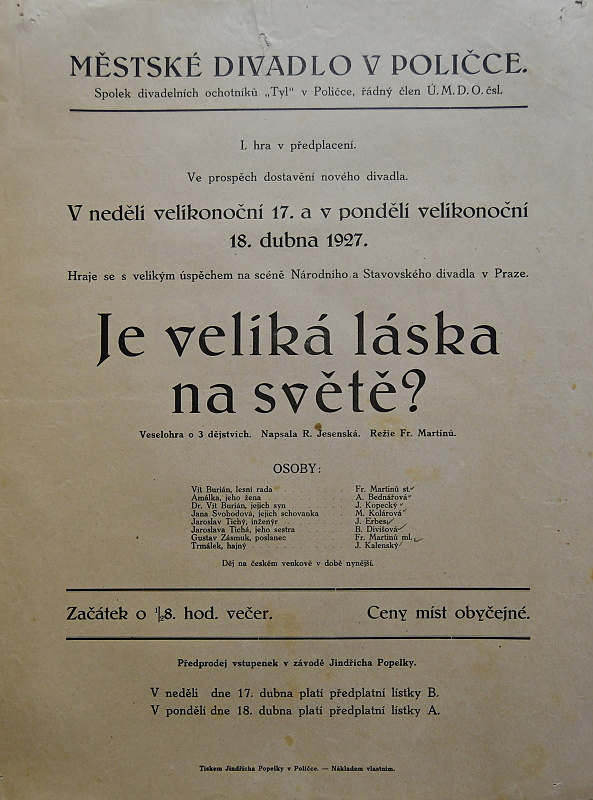 MĚSTSKÉ DIVADLO V POLIČCE.
Spolek divadelních ochotníků „Tyl“ v Poličce, řádný člen Ú. M. D. O. čsl.
I. hra v předplacení.
Ve prospěch dostavění nového divadla.
V neděli velikonoční 17. a v pondělí velikonoční
18. dubna 1927.
Hraje se s velikým úspěchem na scéně Národního a Stavovského divadla v Praze.
Je veliká láska
na světě?
Veselohra o 3 dějstvích. Napsala R. Jesenská. Režie Fr. Martinů.
OSOBY:
Vít Burián, lesní rada . . . . . . . . . . Fr. Martinů st.
Amálka, jeho žena . . . . . . . . . . A. Bednářová
Dr. Vít Burián, jejich syn . . . . . . . . . . J. Kopecký
Jana Svobodová, jejich schovanka . . . . . M. Kolárová
Jaroslav Tichý, inženýr . . . . . . . . . . J. Erbes
Jaroslava Tichá, jeho sestra . . . . . . . . B. Divišová
Gustav Zásmuk, poslanec . . . . . . . . . . Fr. Martinů ml.
Trmálek, hajný . . . . . . . . . . J. Kalenský
Děj na českém venkově v době nynější.
Začátek o ½8. hod. večer. Ceny míst obyčejné.
Předprodej vstupenek v závodě Jindřicha Popelky.
V neděli dne 17. dubna platí předplatní lístky B.
V pondělí dne 18. dubna platí předplatní lístky A.
Tiskem Jindřicha Popelky v Poličce. — Nákladem vlastním.